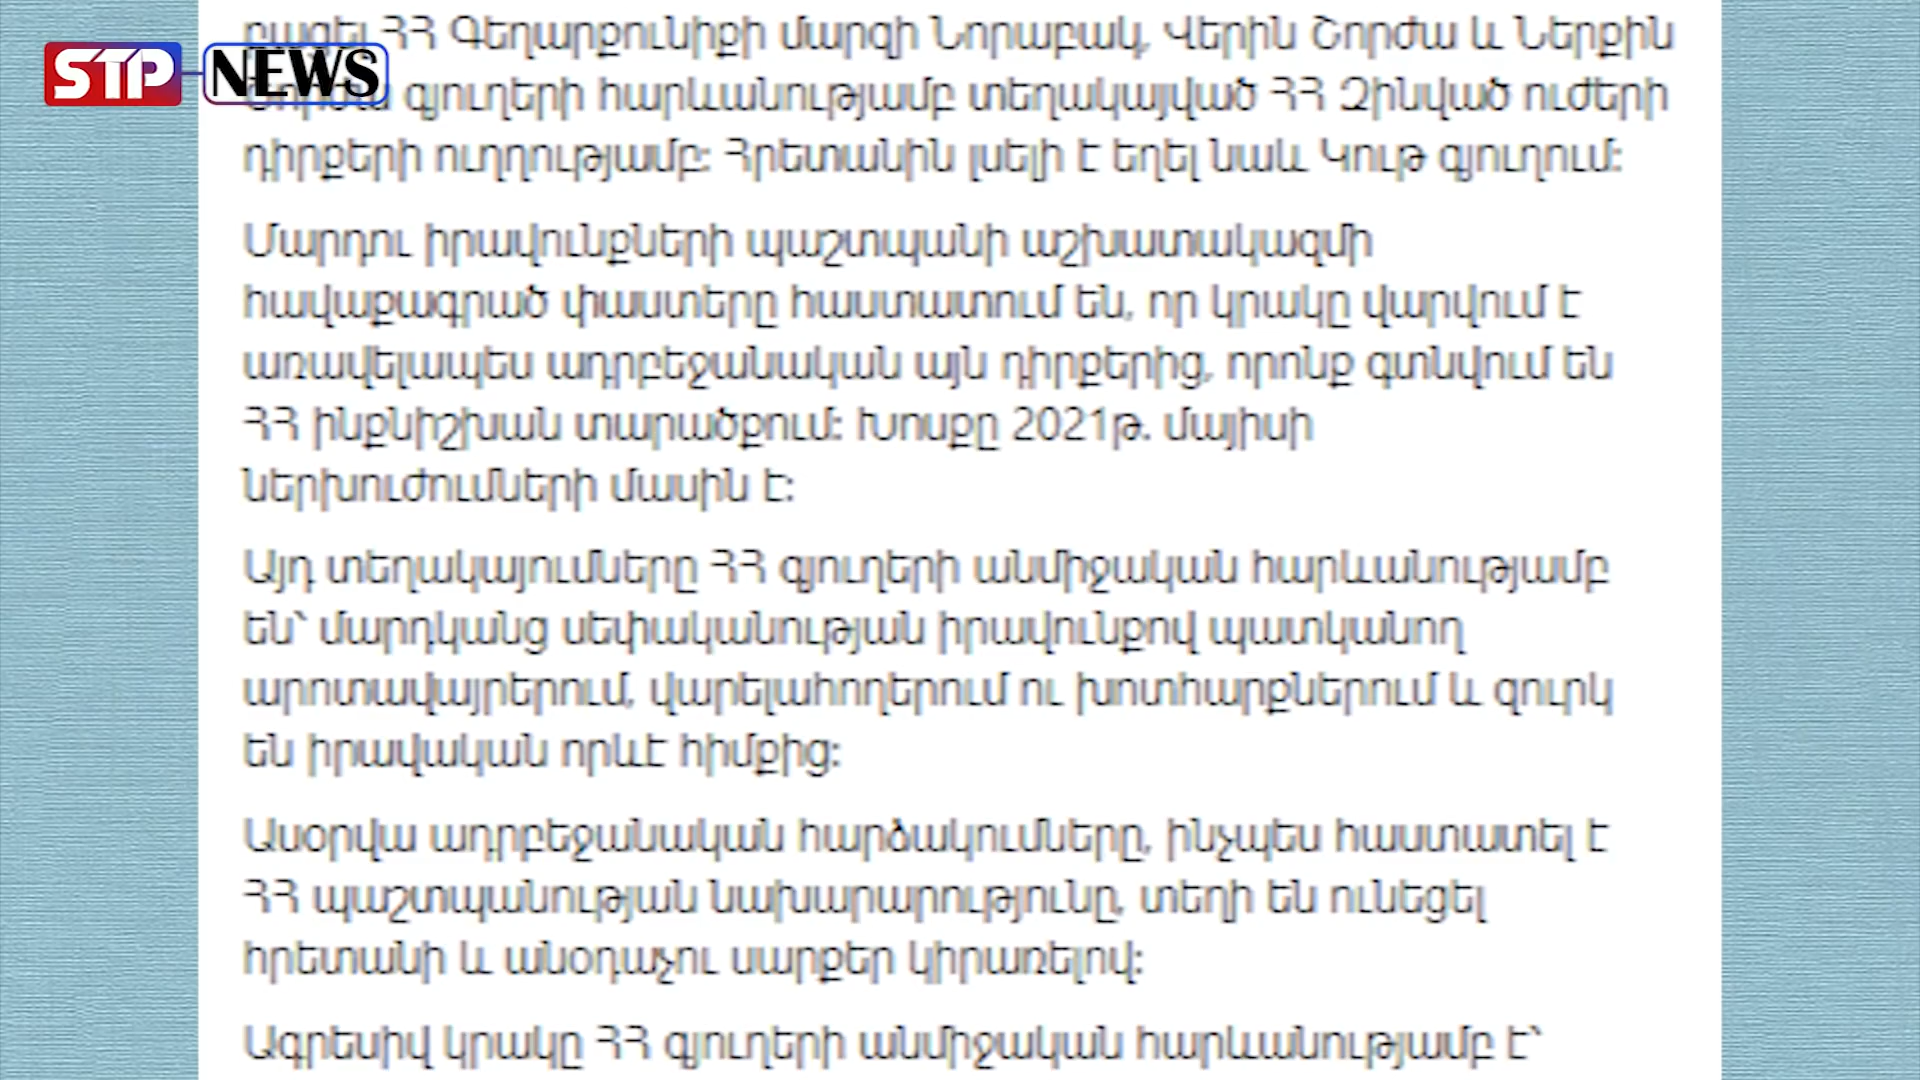 STP NEWS
բացել ՀՀ Գեղարքունիքի մարզի Նորաբակ, Վերին Շորժա և Ներքին
Շորժա գյուղերի հարևանությամբ տեղակայված ՀՀ Զինված ուժերի
դիրքերի ուղղությամբ: Հրետանին լսելի է եղել նաև Կութ գյուղում:
Մարդու իրավունքների պաշտպանի աշխատակազմի
հավաքագրած փաստերը հաստատում են, որ կրակը վարվում է
առավելապես ադրբեջանական այն դիրքերից, որոնք գտնվում են
ՀՀ ինքնիշխան տարածքում: Խոսքը 2021թ. մայիսի
ներխուժումների մասին է:
Այդ տեղակայումները ՀՀ գյուղերի անմիջական հարևանությամբ
են՝ մարդկանց սեփականության իրավունքով պատկանող
արոտավայրերում, վարելահողերում ու խոտհարքներում և զուրկ
են իրավական որևէ հիմքից:
Ասօրվա ադրբեջանական հարձակումները, ինչպես հաստատել է
ՀՀ պաշտպանության նախարարությունը, տեղի են ունեցել
հրետանի և անօդաչու սարքեր կիրառելով:
Ագրեսիվ կրակը ՀՀ գյուղերի անմիջական հարևանությամբ է՝